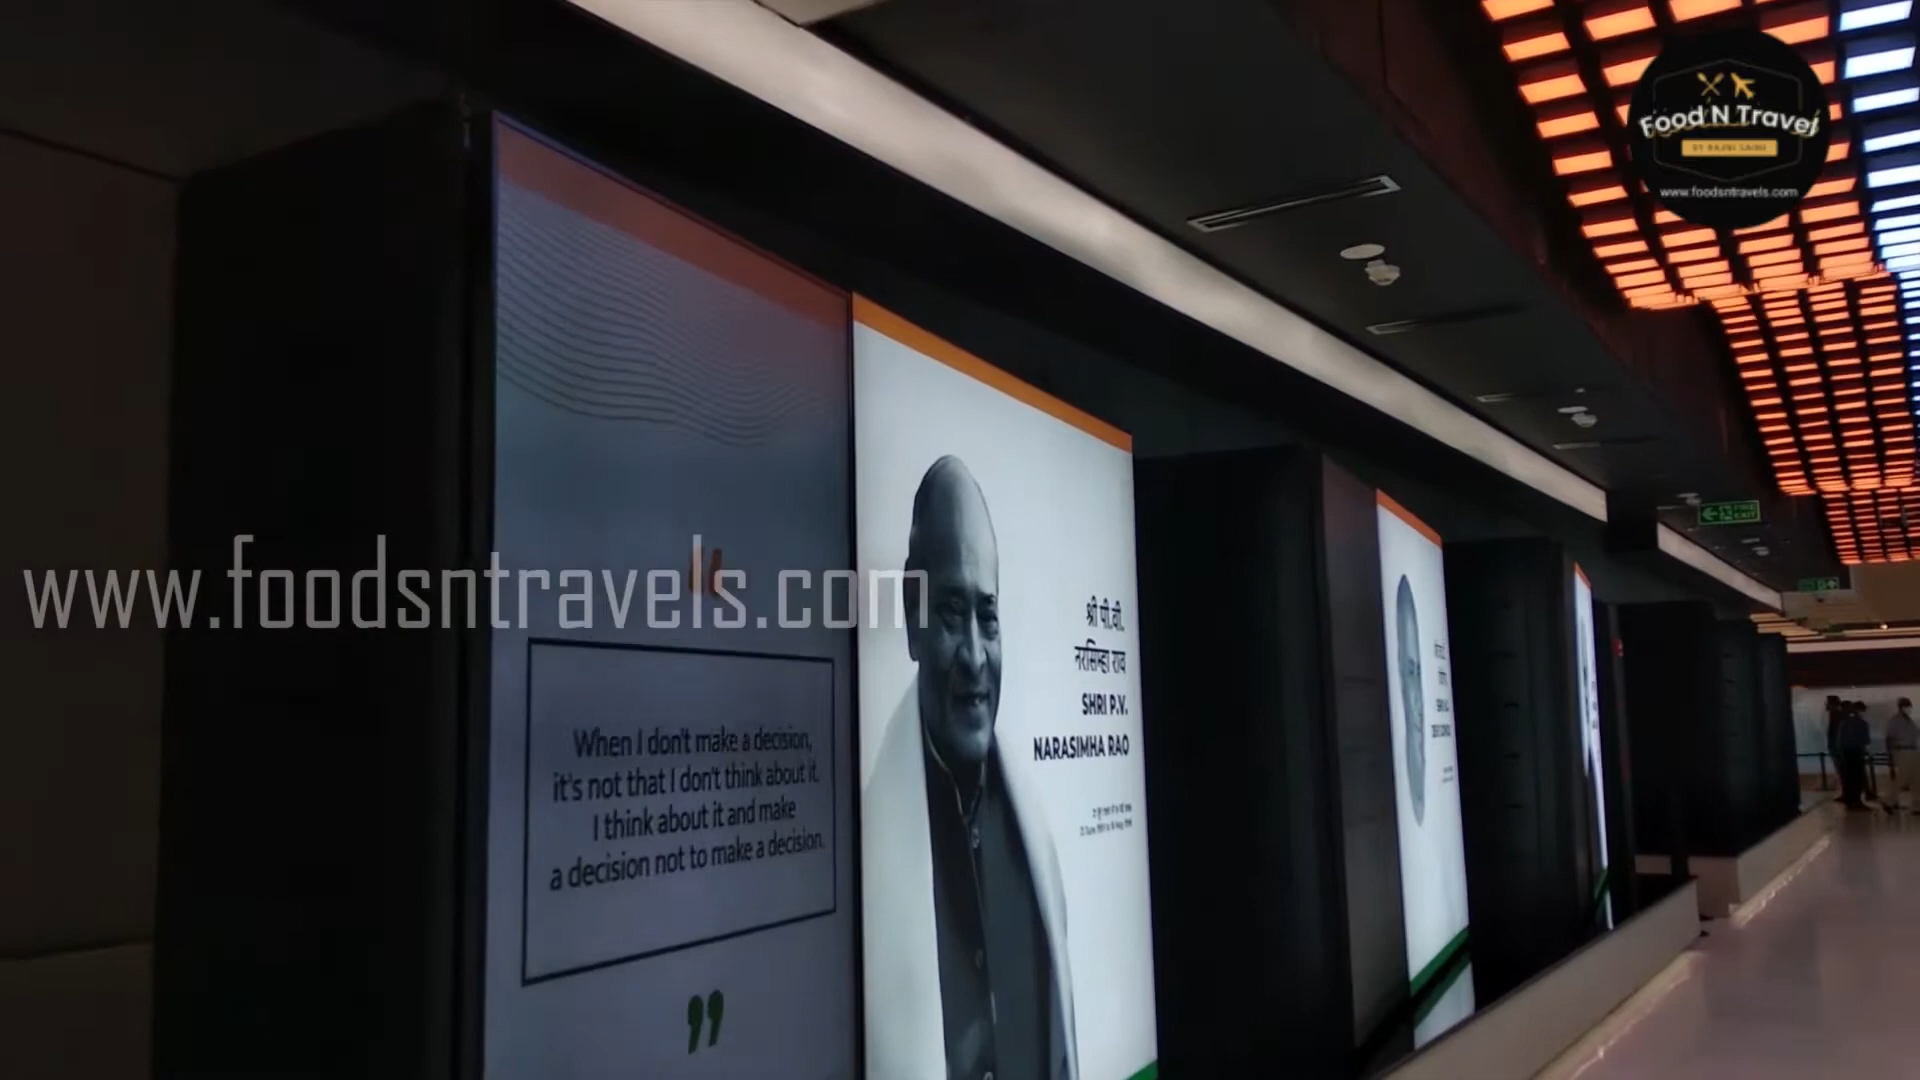 Food N Travel
www.foodsntravels.com
www.foodsntravels.com
“
When I don't make a decision,
it's not that I don't think about it.
I think about it and make
a decision not to make a decision.
”
श्री पी.वी.
नरसिम्हा राव
SHRI P.V.
NARASIMHA RAO
EXIT